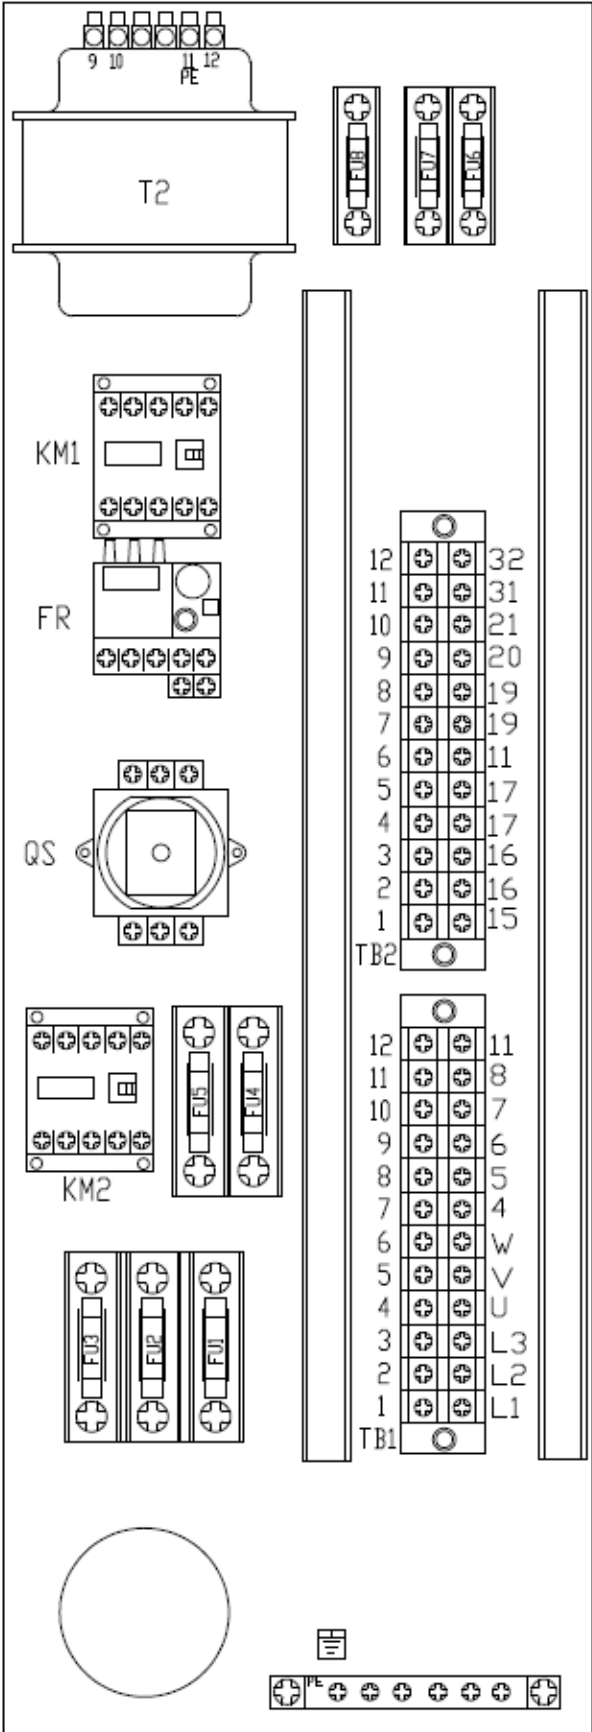 9 10 11 12
PE
T2
FU8 FU7 FU6
KM1
FR
QS
KM2
FU5 FU4
FU3 FU2 FU1
12 32
11 31
10 21
9 20
8 19
7 19
6 11
5 17
4 17
3 16
2 16
1 15
TB2
12 11
11 8
10 7
9 6
8 5
7 4
6 W
5 V
4 U
3 L3
2 L2
1 L1
TB1
PE